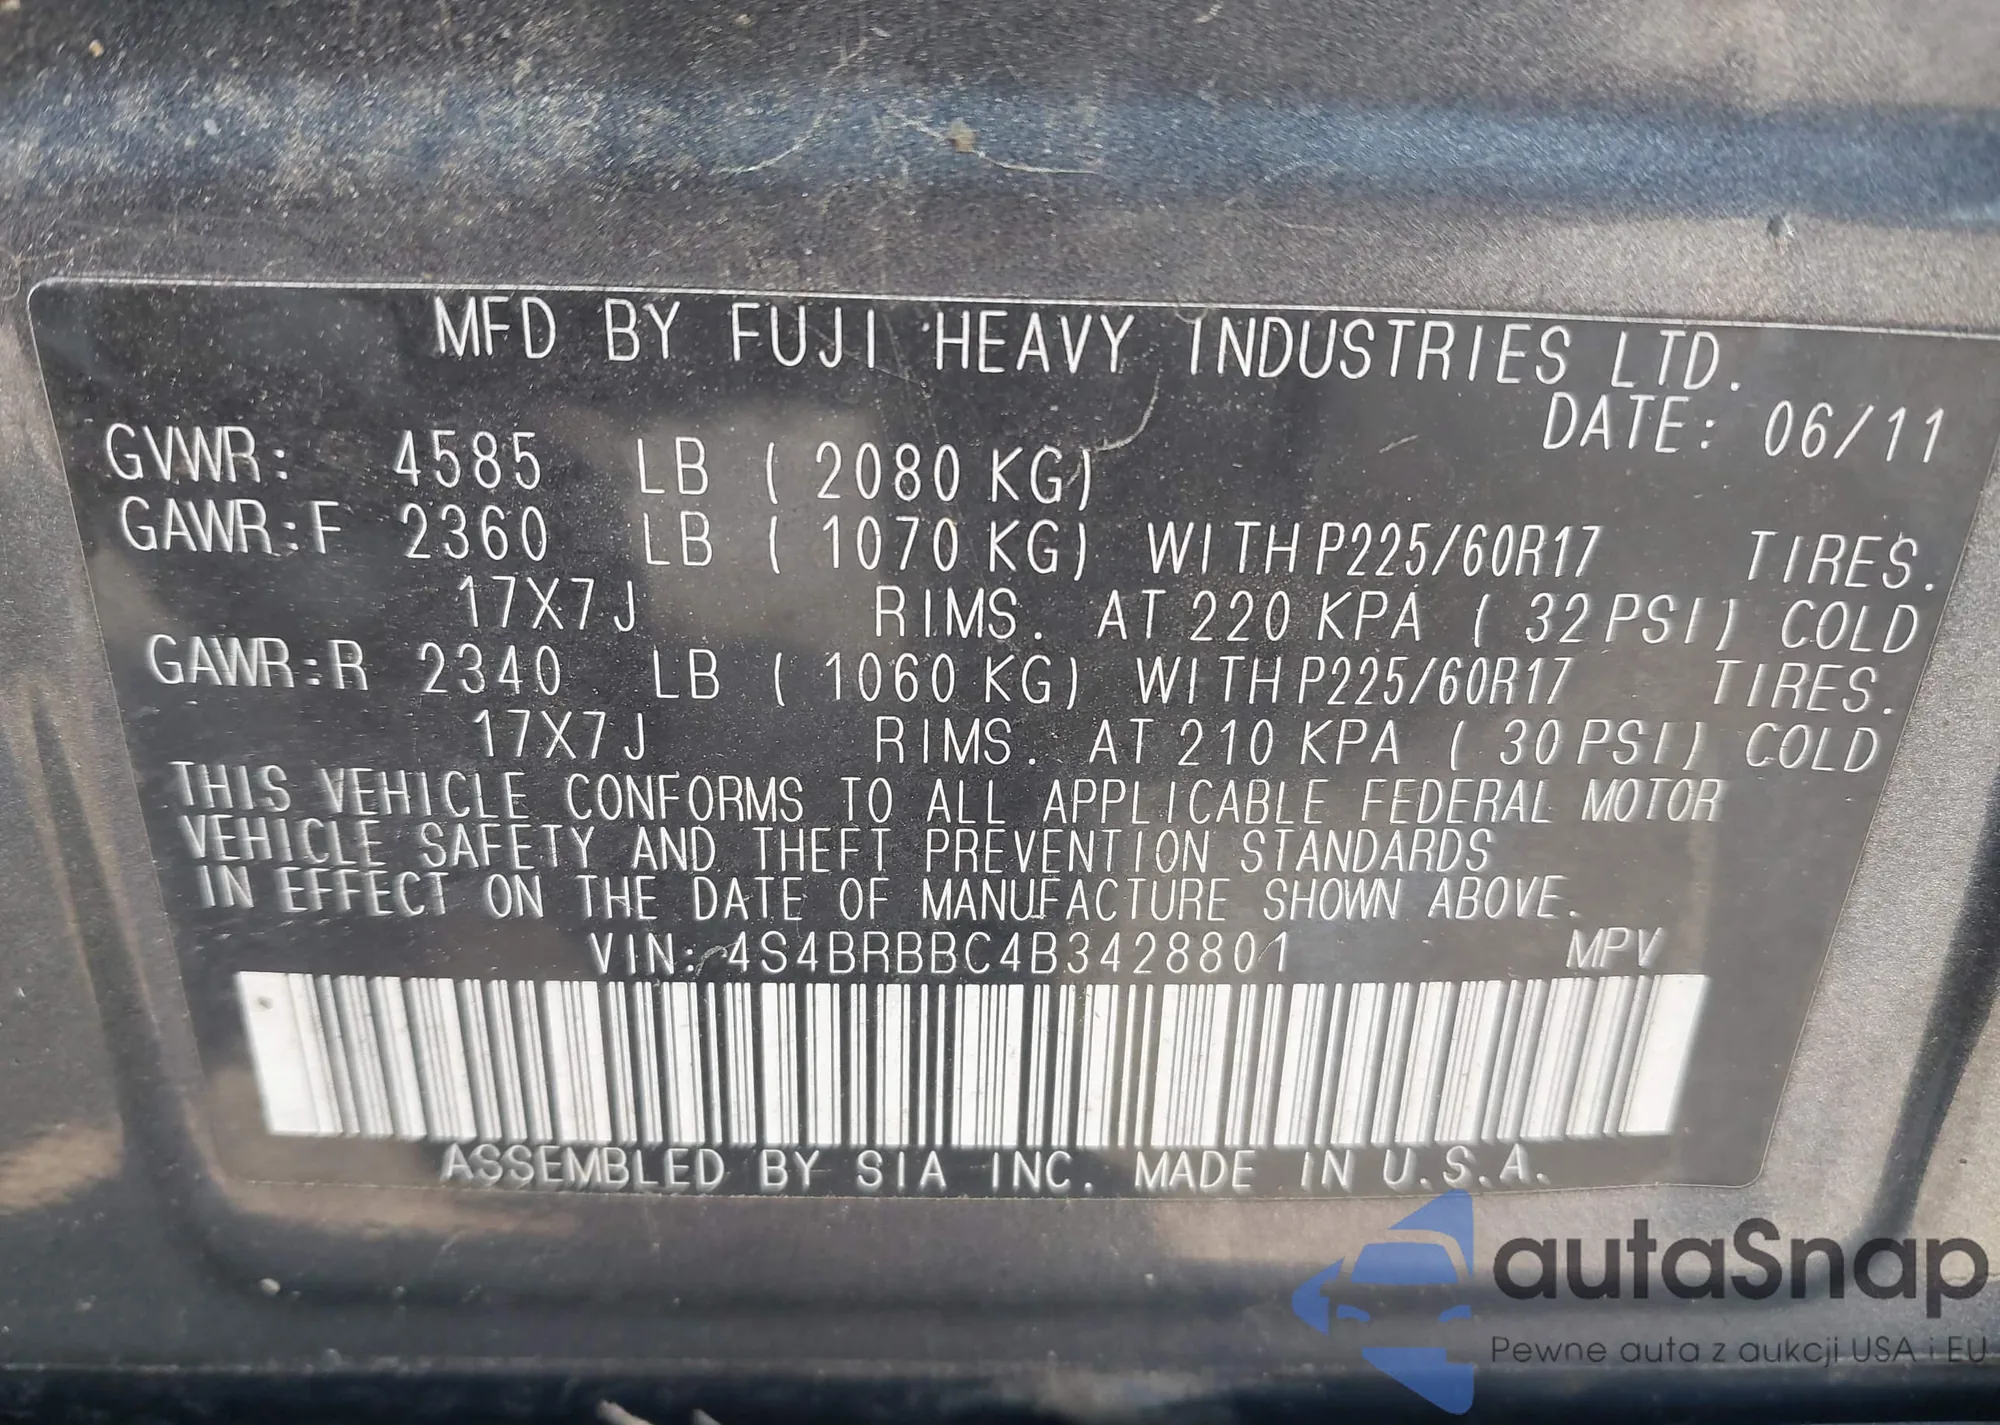 MFD BY FUJI HEAVY INDUSTRIES LTD.
DATE: 06/11
GVWR: 4585 LB ( 2080 KG)
GAWR:F 2360 LB ( 1070 KG) WITH P225/60R17 TIRES.
17X7J RIMS. AT 220 KPA ( 32 PSI) COLD
GAWR:R 2340 LB ( 1060 KG) WITH P225/60R17 TIRES.
17X7J RIMS. AT 210 KPA ( 30 PSI) COLD
THIS VEHICLE CONFORMS TO ALL APPLICABLE FEDERAL MOTOR
VEHICLE SAFETY AND THEFT PREVENTION STANDARDS
IN EFFECT ON THE DATE OF MANUFACTURE SHOWN ABOVE.
VIN: 4S4BRBBC4B3428801 MPV
ASSEMBLED BY SIA INC. MADE IN U.S.A.
autaSnap
Pewne auta z aukcji USA i EU